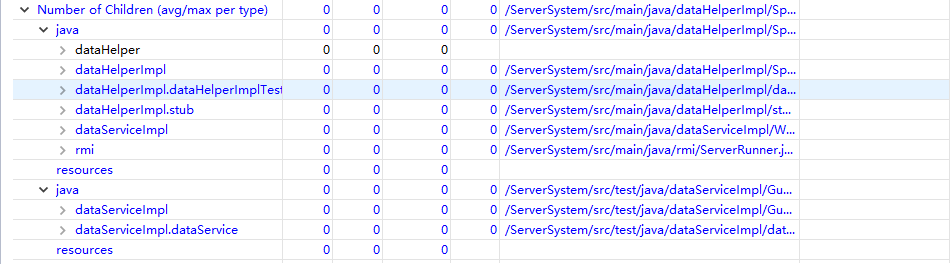 Number of Children (avg/max per type) 0 0 0 0 /ServerSystem/src/main/java/dataHelperImpl/Sp...
java 0 0 0 0 /ServerSystem/src/main/java/dataHelperImpl/Sp...
dataHelper 0 0 0
dataHelperImpl 0 0 0 0 /ServerSystem/src/main/java/dataHelperImpl/Sp...
dataHelperImpl.dataHelperImplTest 0 0 0 0 /ServerSystem/src/main/java/dataHelperImpl/da...
dataHelperImpl.stub 0 0 0 0 /ServerSystem/src/main/java/dataHelperImpl/st...
dataServiceImpl 0 0 0 0 /ServerSystem/src/main/java/dataServiceImpl/W...
rmi 0 0 0 0 /ServerSystem/src/main/java/rmi/ServerRunner.j...
resources 0 0 0
java 0 0 0 0 /ServerSystem/src/test/java/dataServiceImpl/Gu...
dataServiceImpl 0 0 0 0 /ServerSystem/src/test/java/dataServiceImpl/Gu...
dataServiceImpl.dataService 0 0 0 0 /ServerSystem/src/test/java/dataServiceImpl/dat...
resources 0 0 0